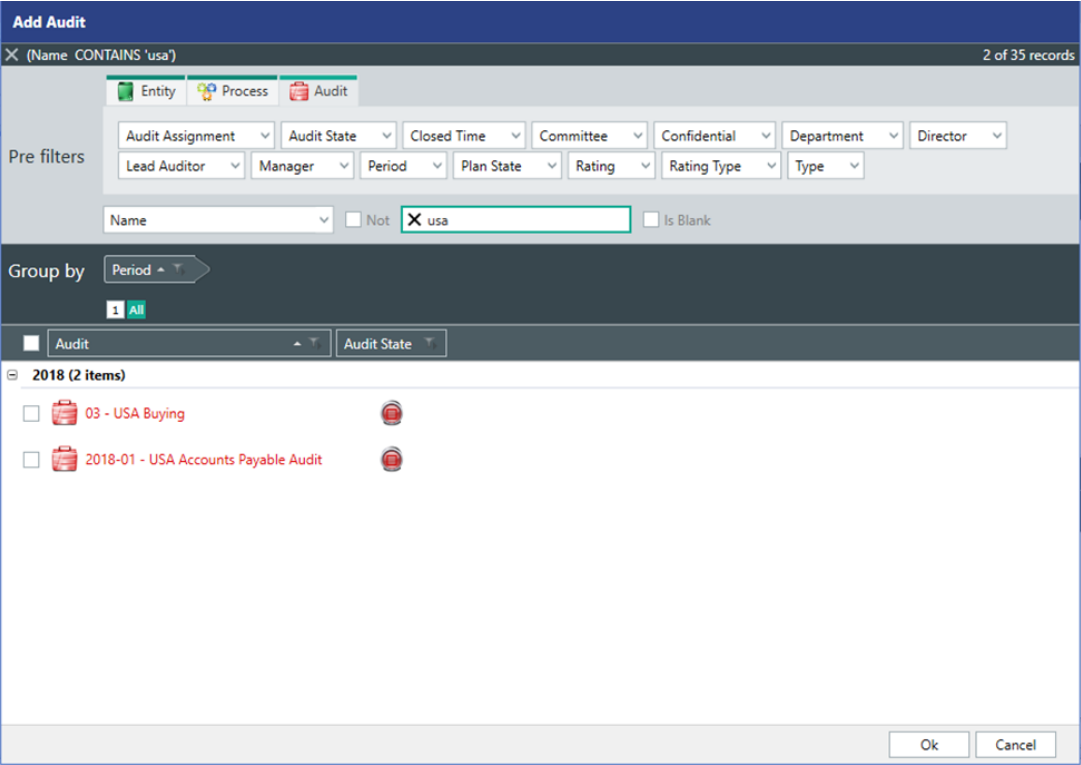 Add Audit
(Name CONTAINS 'usa') 2 of 35 records
Entity Process Audit
Audit Assignment Audit State Closed Time Committee Confidential Department Director
Pre filters
Lead Auditor Manager Period Plan State Rating Rating Type Type
Name Not usa Is Blank
Group by Period
1 All
Audit Audit State
2018 (2 items)
03 - USA Buying
2018-01 - USA Accounts Payable Audit
Ok Cancel